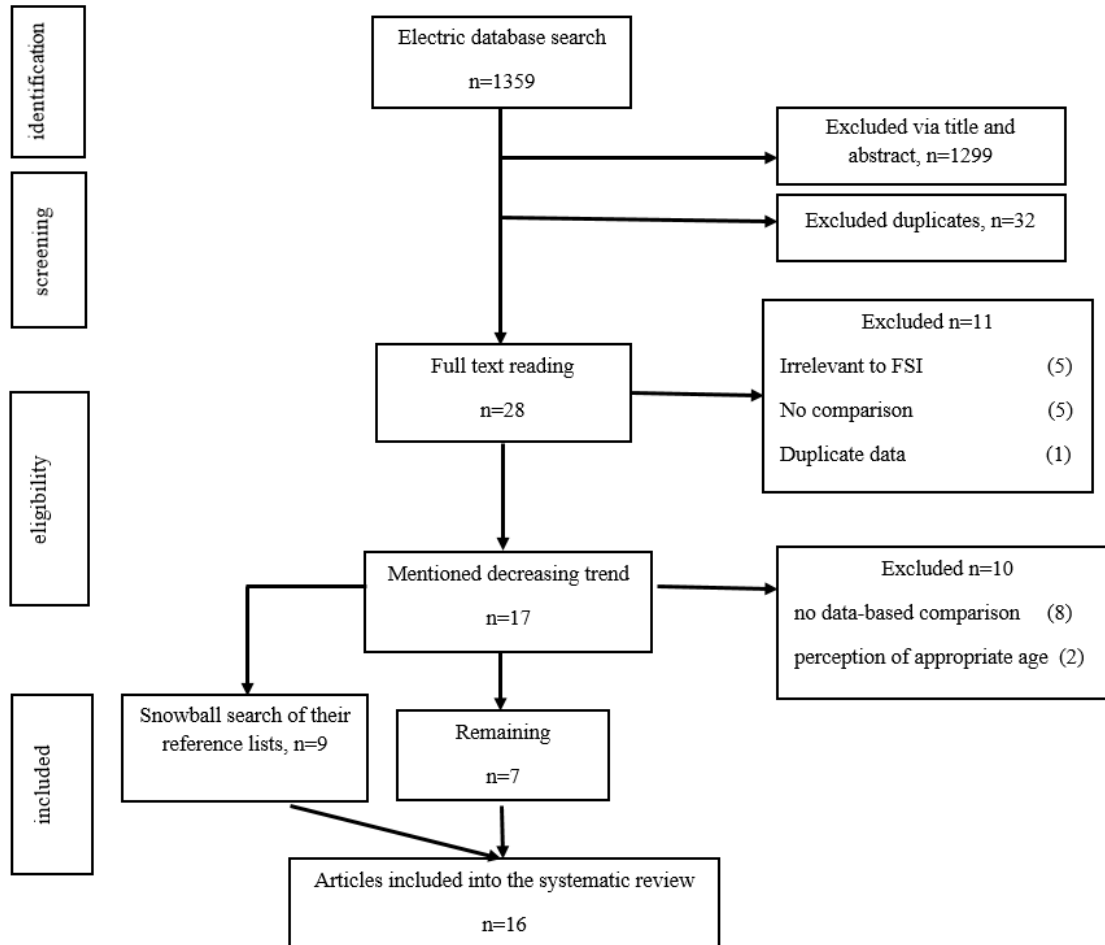 identification
Electric database search
n=1359
Excluded via title and
abstract, n=1299
screening
Excluded duplicates, n=32
Full text reading
n=28
Excluded n=11
Irrelevant to FSI (5)
No comparison (5)
Duplicate data (1)
eligibility
Mentioned decreasing trend
n=17
Excluded n=10
no data-based comparison (8)
perception of appropriate age (2)
included
Snowball search of their
reference lists, n=9
Remaining
n=7
Articles included into the systematic review
n=16